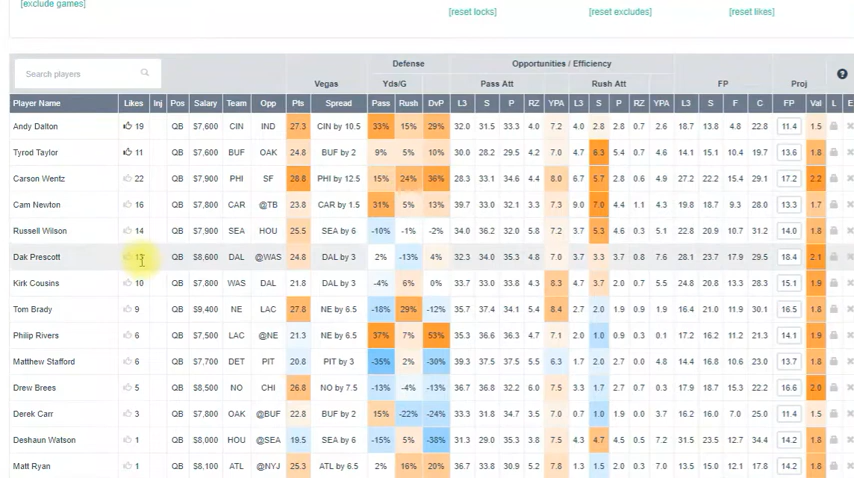 [exclude games]
[reset locks] [reset excludes] [reset likes]
Defense Opportunities / Efficiency
Search players Vegas Yds/G Pass Att Rush Att FP Proj ?
Player Name Likes Inj Pos Salary Team Opp Pts Spread Pass Rush DvP L3 S P RZ YPA L3 S P RZ YPA L3 S F C FP Val L E
Andy Dalton 19 QB $7,600 CIN IND 27.3 CIN by 10.5 33% 15% 29% 32.0 31.5 33.3 4.0 7.2 4.0 2.8 2.8 0.7 2.6 18.7 13.8 4.8 22.8 11.4 1.5
Tyrod Taylor 11 QB $7,600 BUF OAK 24.8 BUF by 2 9% 5% 10% 30.0 28.2 29.5 4.2 7.1 4.7 6.3 5.4 0.7 4.6 14.1 15.1 10.4 19.7 13.6 1.8
Carson Wentz 22 QB $7,900 PHI SF 28.8 PHI by 12.5 15% 24% 36% 28.3 33.1 34.6 4.4 8.0 6.7 5.7 2.8 0.6 4.9 27.2 22.2 15.4 29.1 17.2 2.2
Cam Newton 16 QB $7,800 CAR @TB 23.8 CAR by 1.5 31% 5% 13% 39.7 33.0 32.1 3.3 7.3 4.0 7.0 4.4 1.1 4.3 19.8 18.7 9.3 28.0 13.3 1.7
Russell Wilson 14 QB $7,900 SEA HOU 25.5 SEA by 6 -10% -1% -2% 34.0 36.2 32.0 5.8 7.2 3.7 5.3 4.6 0.3 5.7 22.8 20.9 10.7 31.2 14.0 1.8
Dak Prescott QB $8,600 DAL @WAS 24.8 DAL by 3 2% -13% 4% 32.3 34.0 35.3 4.8 7.0 3.7 3.3 3.7 0.8 7.6 28.1 23.7 17.9 29.5 18.4 2.1
Kirk Cousins 10 QB $7,800 WAS DAL 21.8 DAL by 3 -4% 6% 0% 33.7 33.0 33.8 4.2 8.3 4.7 3.7 2.0 0.7 5.5 24.8 20.8 13.3 24.3 15.1 1.9
Tom Brady 9 QB $9,400 NE LAC 27.8 NE by 6.5 -18% 29% -12% 35.7 37.4 34.1 5.4 8.4 2.7 2.0 1.9 0.9 1.9 16.4 21.0 11.9 30.1 16.5 1.8
Philip Rivers 6 QB $7,500 LAC @NE 21.3 NE by 6.5 37% 7% 53% 35.3 36.6 36.3 4.7 7.1 2.0 1.0 0.9 0.3 0.1 17.2 16.2 11.2 21.3 14.1 1.9
Matthew Stafford 6 QB $7,700 DET PIT 20.8 PIT by 3 -35% 2% -30% 39.3 37.5 37.5 5.5 6.3 1.7 2.0 2.7 0.0 4.8 14.4 16.8 10.6 23.0 13.7 1.8
Drew Brees 5 QB $8,500 NO CHI 26.8 NO by 7.5 -13% -4% -13% 36.7 36.8 32.2 6.0 7.5 3.3 1.7 2.7 0.7 0.3 17.9 18.7 15.3 22.2 16.6 2.0
Derek Carr 3 QB $7,800 OAK @BUF 22.8 BUF by 2 15% -22% -24% 33.3 31.8 34.7 3.5 7.0 0.7 1.0 1.9 0.0 3.7 16.2 16.0 7.0 25.0 11.4 1.5
Deshaun Watson 1 QB $8,000 HOU @SEA 19.5 SEA by 6 -15% 5% -38% 31.3 29.0 35.3 3.8 7.5 4.3 4.7 4.5 0.5 7.2 31.5 23.5 12.7 34.4 14.2 1.8
Matt Ryan 1 QB $8,100 ATL @NYJ 25.3 ATL by 6.5 2% 16% 20% 36.7 33.8 30.9 5.2 7.8 1.3 1.5 2.0 0.3 7.0 13.5 15.0 12.1 17.8 14.2 1.8